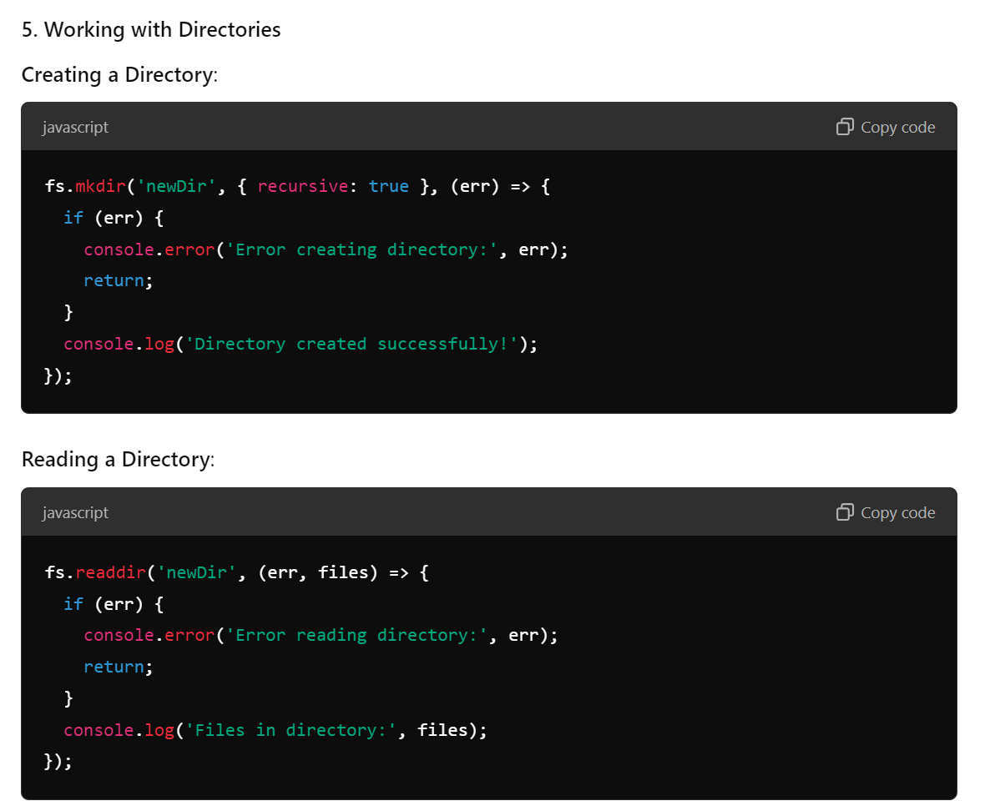 5. Working with Directories
Creating a Directory:
javascript
Copy code
fs.mkdir('newDir', { recursive: true }, (err) => {
  if (err) {
    console.error('Error creating directory:', err);
    return;
  }
  console.log('Directory created successfully!');
});
Reading a Directory:
javascript
Copy code
fs.readdir('newDir', (err, files) => {
  if (err) {
    console.error('Error reading directory:', err);
    return;
  }
  console.log('Files in directory:', files);
});